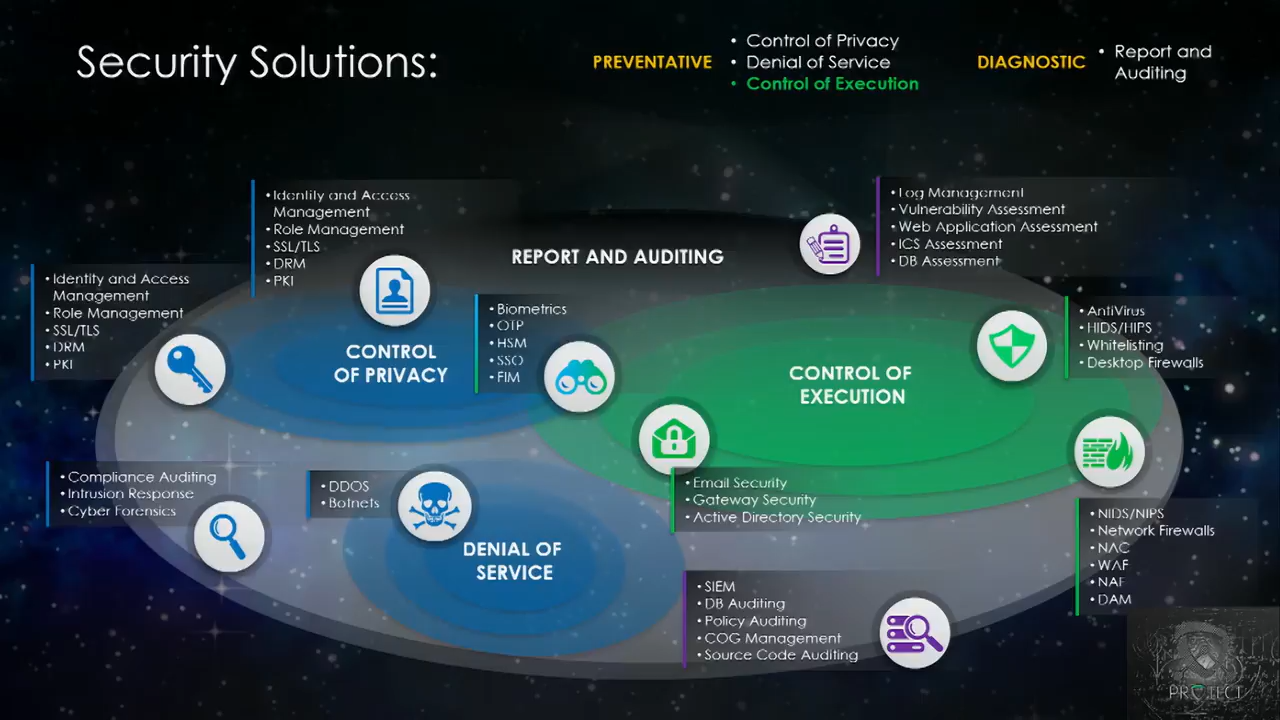 Security Solutions:
PREVENTATIVE
• Control of Privacy
• Denial of Service
• Control of Execution
DIAGNOSTIC
• Report and
Auditing
• Identity and Access
Management
• Role Management
• SSL/TLS
• DRM
• PKI
REPORT AND AUDITING
• Log Management
• Vulnerability Assessment
• Web Application Assessment
• ICS Assessment
• DB Assessment
• Identity and Access
Management
• Role Management
• SSL/TLS
• DRM
• PKI
CONTROL
OF PRIVACY
• Biometrics
• OTP
• HSM
• SSO
• FIM
CONTROL OF
EXECUTION
• AntiVirus
• HIDS/HIPS
• Whitelisting
• Desktop Firewalls
• Compliance Auditing
• Intrusion Response
• Cyber Forensics
• DDOS
• Botnets
DENIAL OF
SERVICE
• Email Security
• Gateway Security
• Active Directory Security
• NIDS/NIPS
• Network Firewalls
• NAC
• WAF
• NAF
• DAM
• SIEM
• DB Auditing
• Policy Auditing
• COG Management
• Source Code Auditing
PROTECT